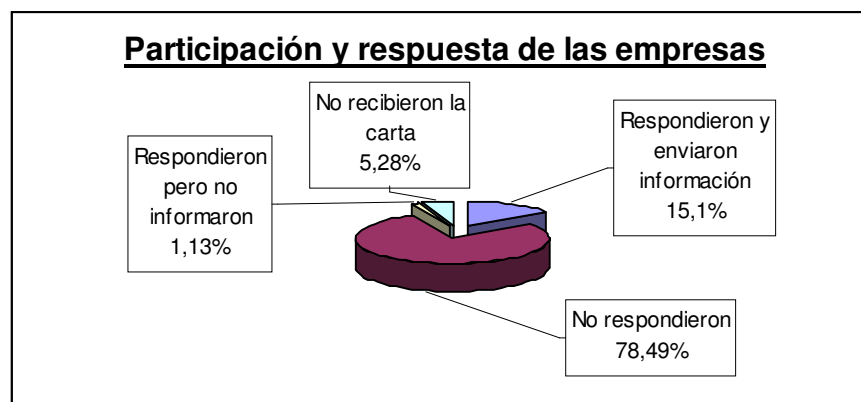 Participación y respuesta de las empresas
No recibieron la
carta
5,28%
Respondieron y
enviaron
información
15,1%
Respondieron
pero no
informaron
1,13%
No respondieron
78,49%